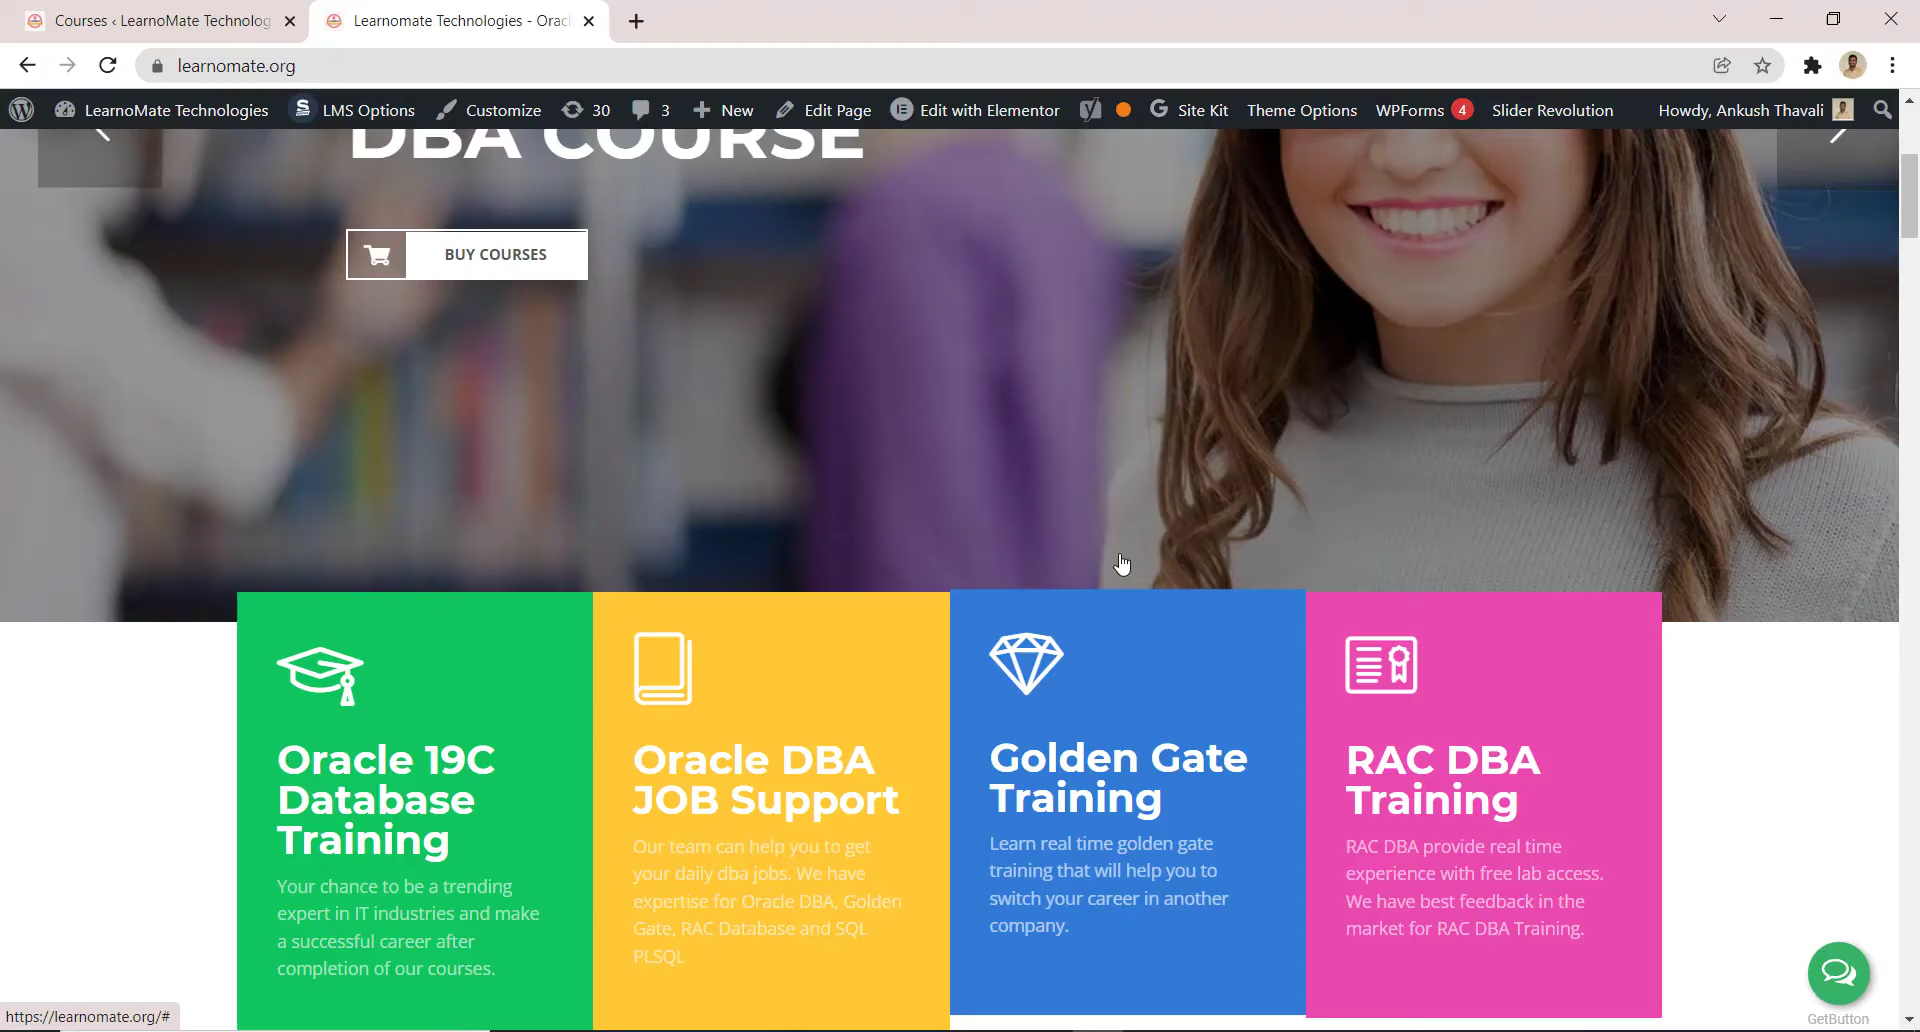 Courses ‹ LearnoMate Technolog
Learnomate Technologies - Orac
learnomate.org
LearnoMate Technologies
LMS Options
Customize
30
3
New
Edit Page
Edit with Elementor
Site Kit
Theme Options
WPForms 4
Slider Revolution
Howdy, Ankush Thavali
DBA COURSE
BUY COURSES
Oracle 19C
Database
Training
Your chance to be a trending
expert in IT industries and make
a successful career after
completion of our courses.
Oracle DBA
JOB Support
Our team can help you to get
your daily dba jobs. We have
expertise for Oracle DBA, Golden
Gate, RAC Database and SQL
PLSQL
Golden Gate
Training
Learn real time golden gate
training that will help you to
switch your career in another
company.
RAC DBA
Training
RAC DBA provide real time
experience with free lab access.
We have best feedback in the
market for RAC DBA Training.
GetButton
https://learnomate.org/#